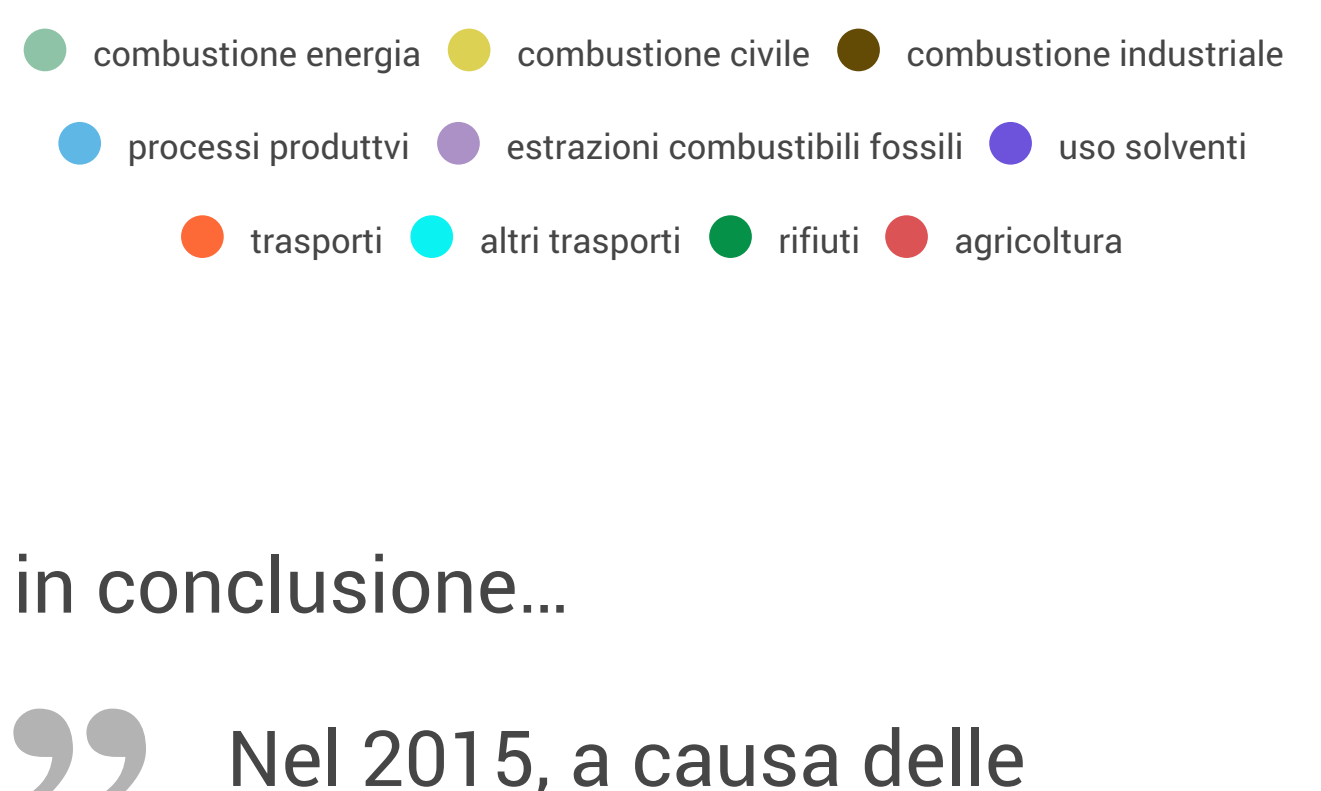 combustione energia combustione civile combustione industriale
processi produttvi estrazioni combustibili fossili uso solventi
trasporti altri trasporti rifiuti agricoltura
in conclusione…
” Nel 2015, a causa delle